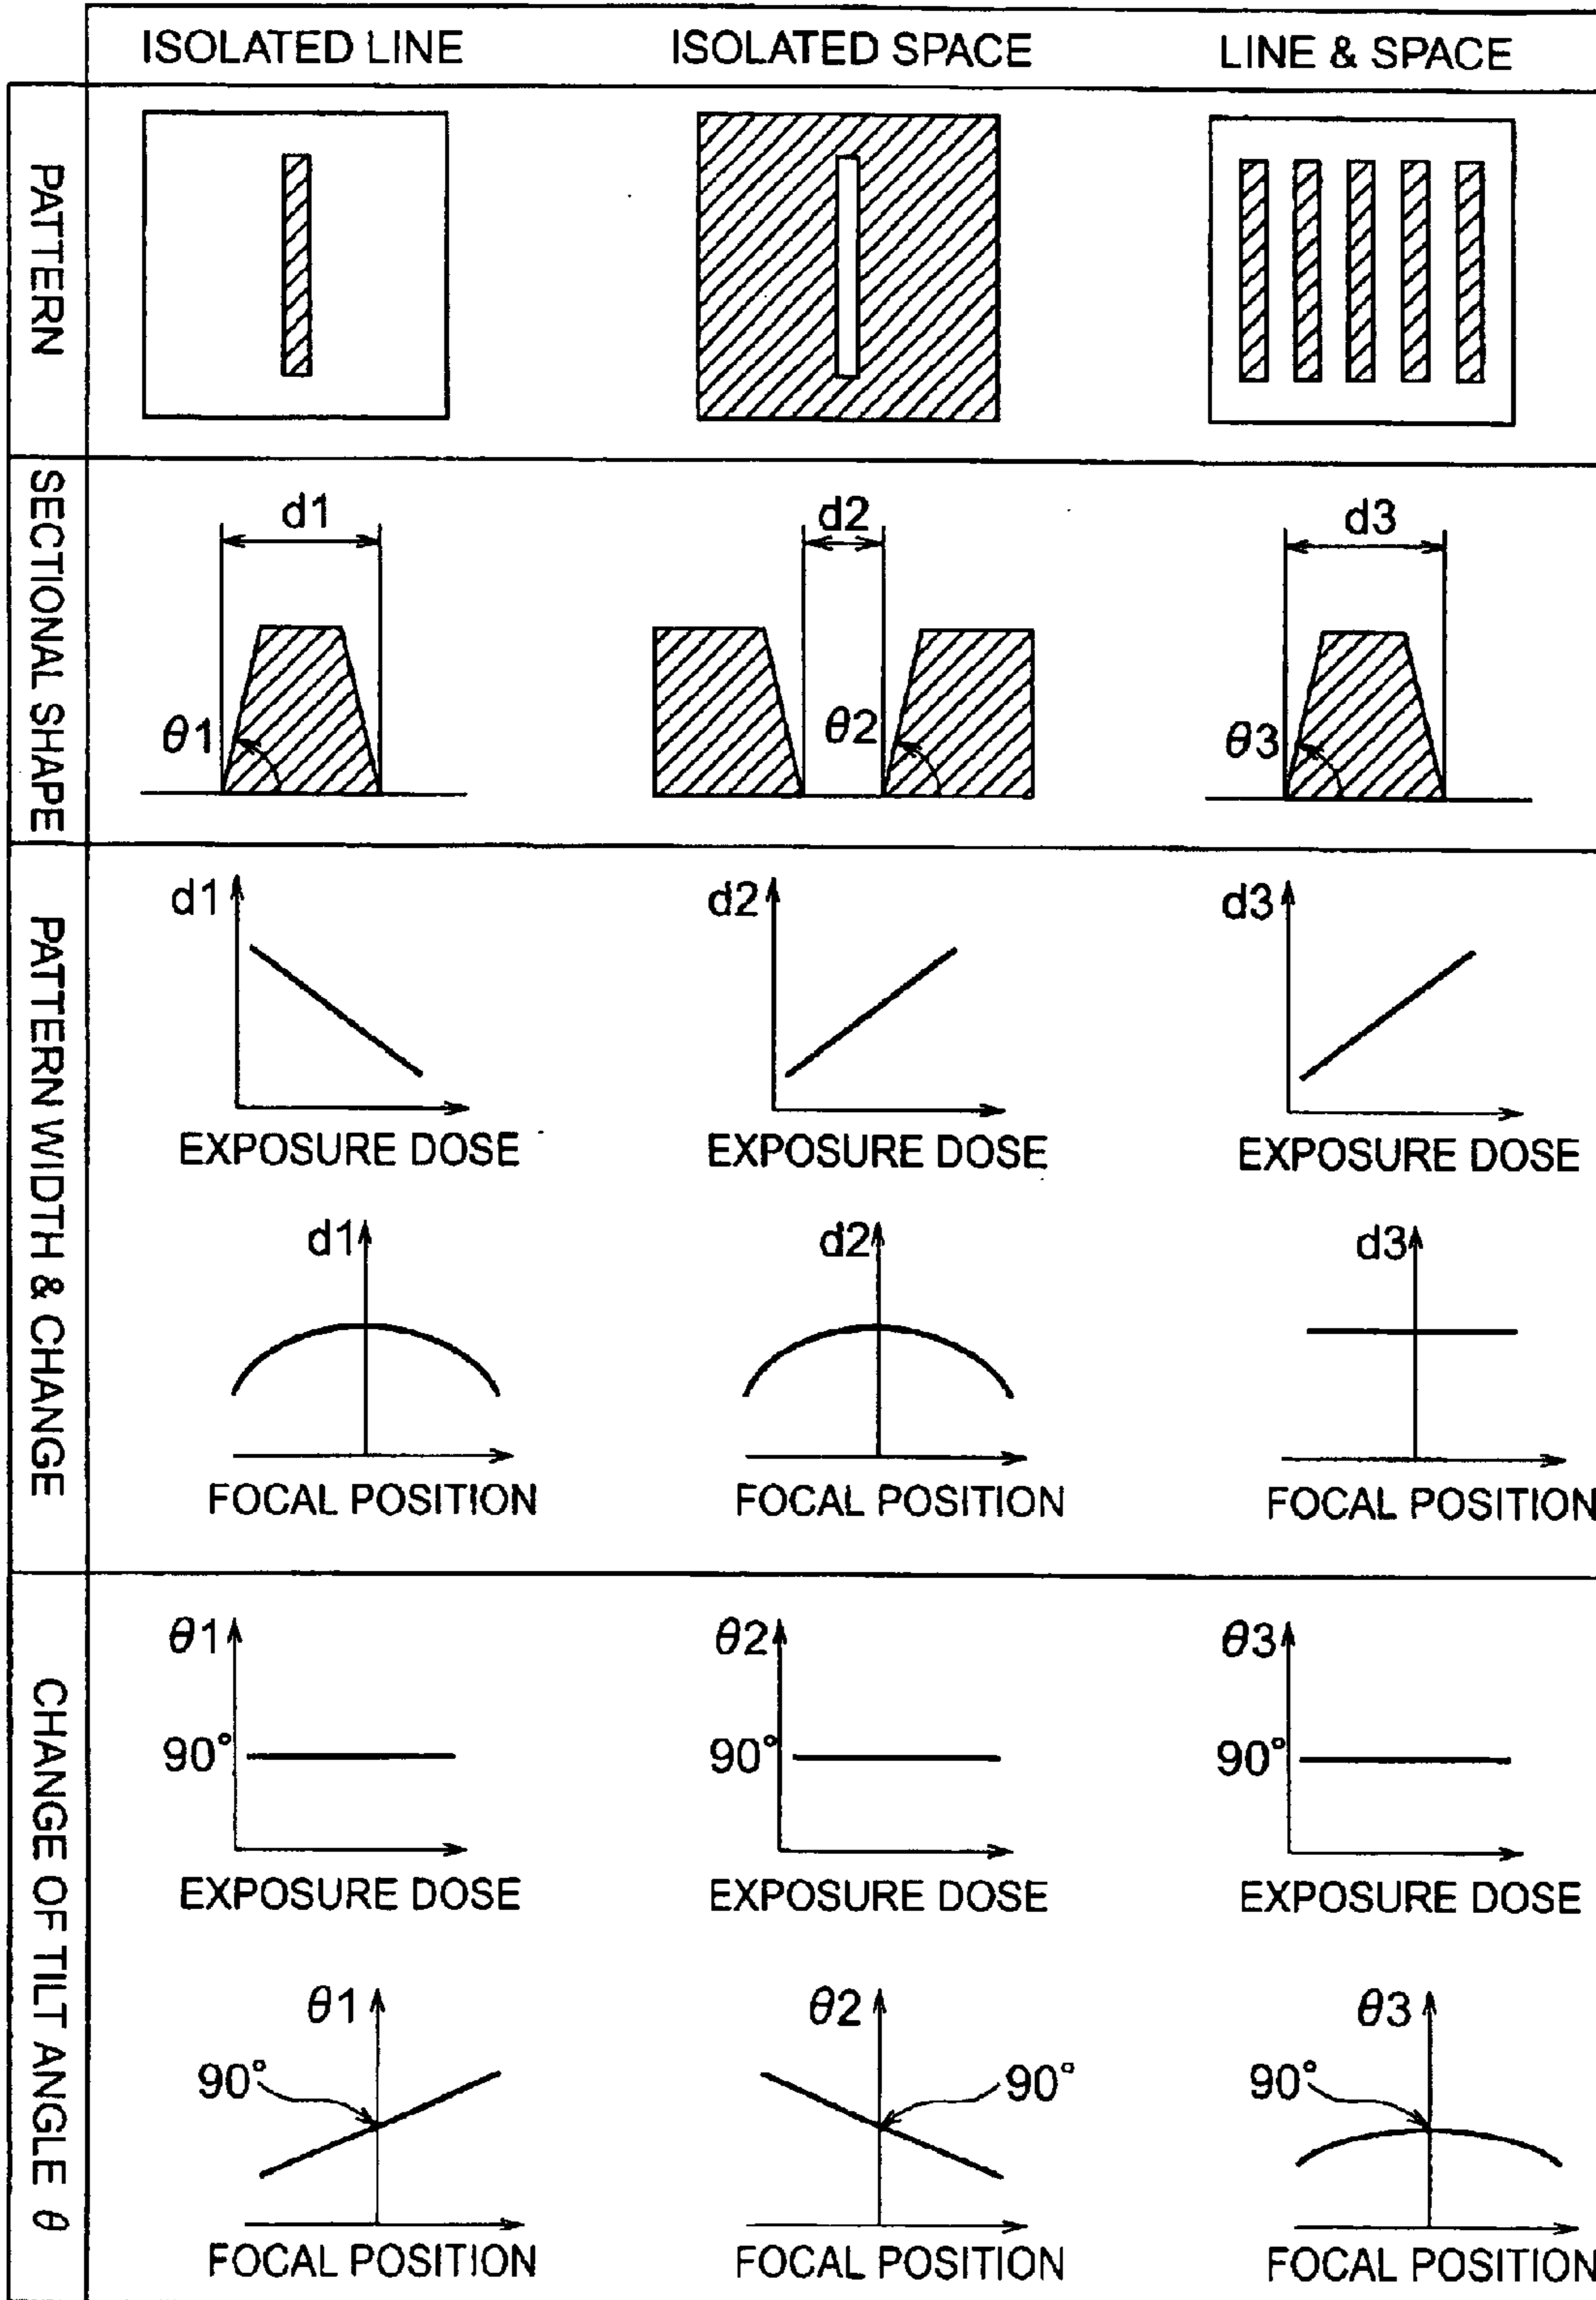 ISOLATED LINE ISOLATED SPACE LINE & SPACE
PATTERN
SECTIONAL SHAPE
d1 d2 d3
θ1 θ2 θ3
PATTERN WIDTH & CHANGE
d1 d2 d3
EXPOSURE DOSE EXPOSURE DOSE EXPOSURE DOSE
d1 d2 d3
FOCAL POSITION FOCAL POSITION FOCAL POSITION
CHANGE OF TILT ANGLE θ
θ1 θ2 θ3
90° 90° 90°
EXPOSURE DOSE EXPOSURE DOSE EXPOSURE DOSE
θ1 θ2 θ3
90° 90° 90°
FOCAL POSITION FOCAL POSITION FOCAL POSITION